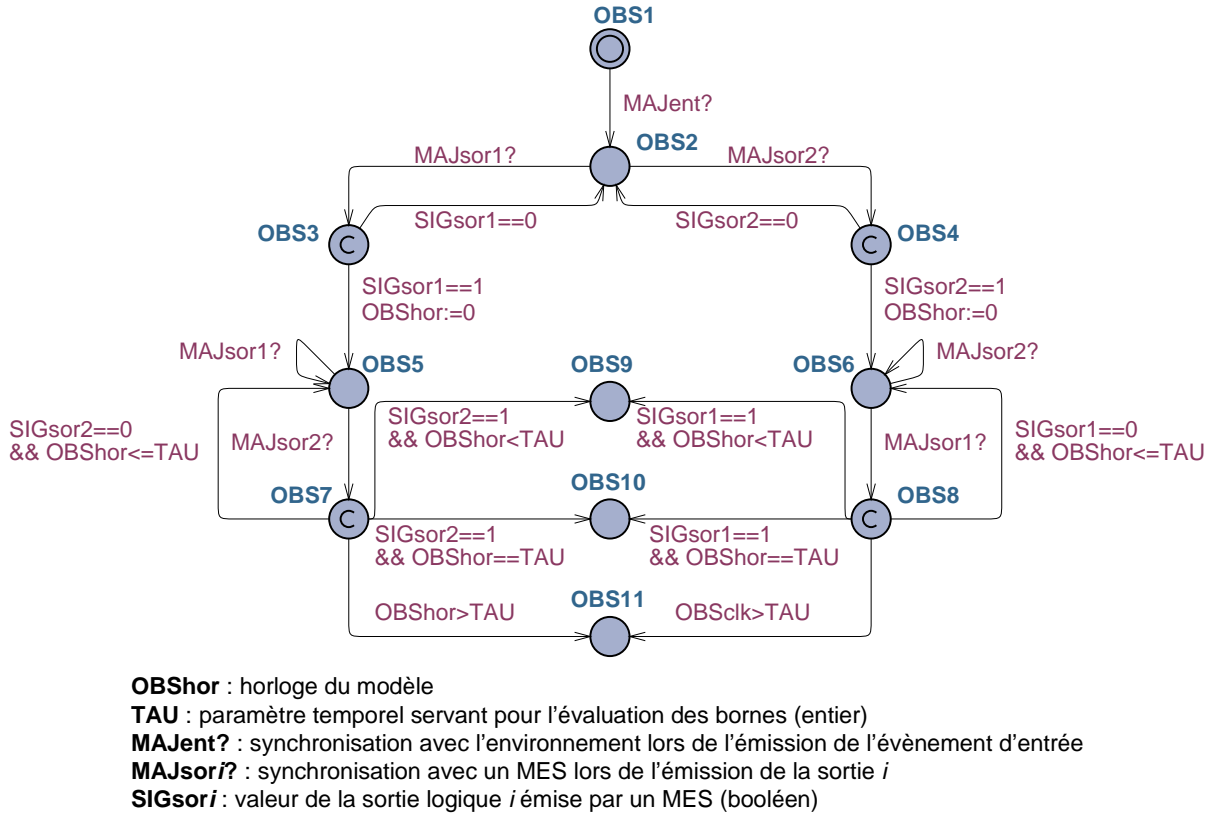 OBS1
MAJent?
OBS2
MAJsor1?
MAJsor2?
OBS3
C
SIGsor1==0
SIGsor2==0
C
OBS4
SIGsor1==1
OBShor:=0
SIGsor2==1
OBShor:=0
MAJsor1?
OBS5
OBS9
OBS6
MAJsor2?
SIGsor2==0
&& OBShor<=TAU
MAJsor2?
SIGsor2==1
&& OBShor<TAU
SIGsor1==1
&& OBShor<TAU
MAJsor1?
SIGsor1==0
&& OBShor<=TAU
OBS7
C
OBS10
C
OBS8
SIGsor2==1
&& OBShor==TAU
SIGsor1==1
&& OBShor==TAU
OBShor>TAU
OBS11
OBSclk>TAU
OBShor : horloge du modèle
TAU : paramètre temporel servant pour l'évaluation des bornes (entier)
MAJent? : synchronisation avec l'environnement lors de l'émission de l'évènement d'entrée
MAJsori? : synchronisation avec un MES lors de l'émission de la sortie i
SIGsori : valeur de la sortie logique i émise par un MES (booléen)